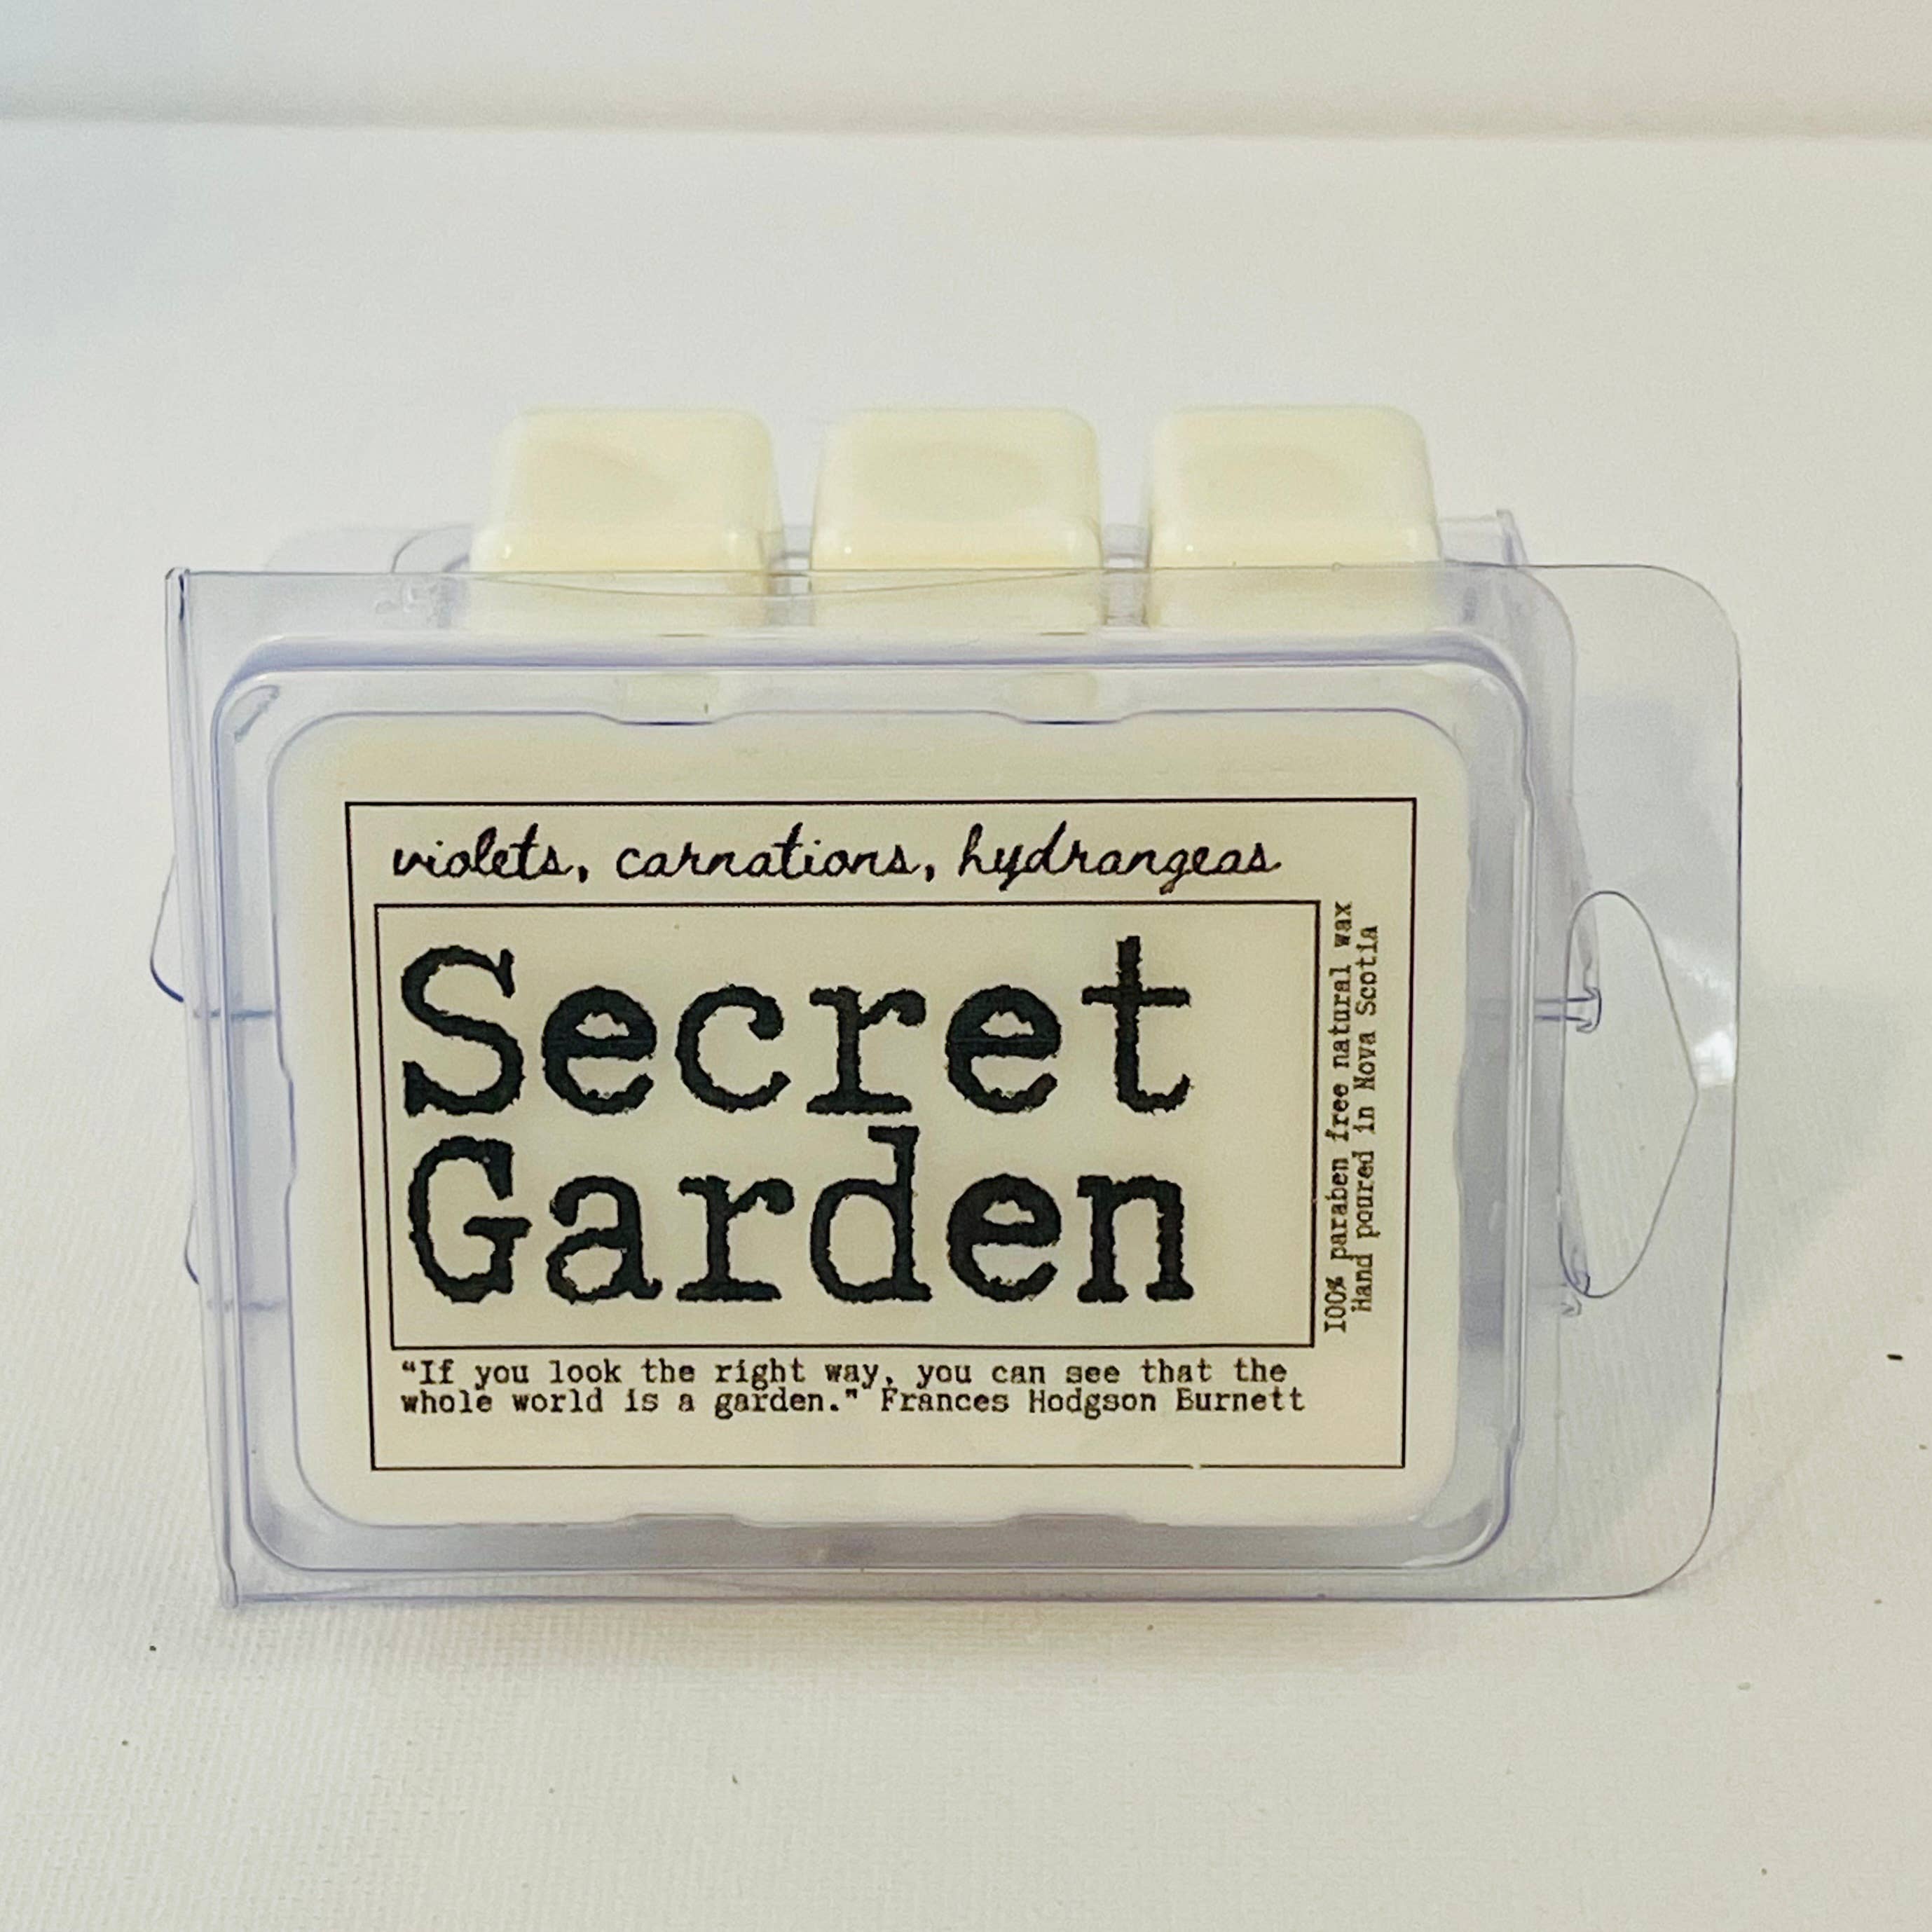 violets, carnations, hydrangeas
Secret
Garden
100% paraben free natural wax
Hand poured in Nova Scotia
“If you look the right way, you can see that the
whole world is a garden.” Frances Hodgson Burnett